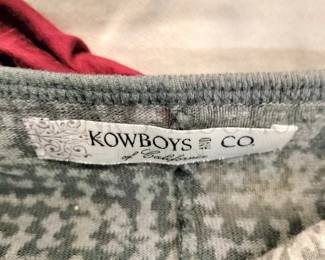 KOWBOYS & CO.
of California